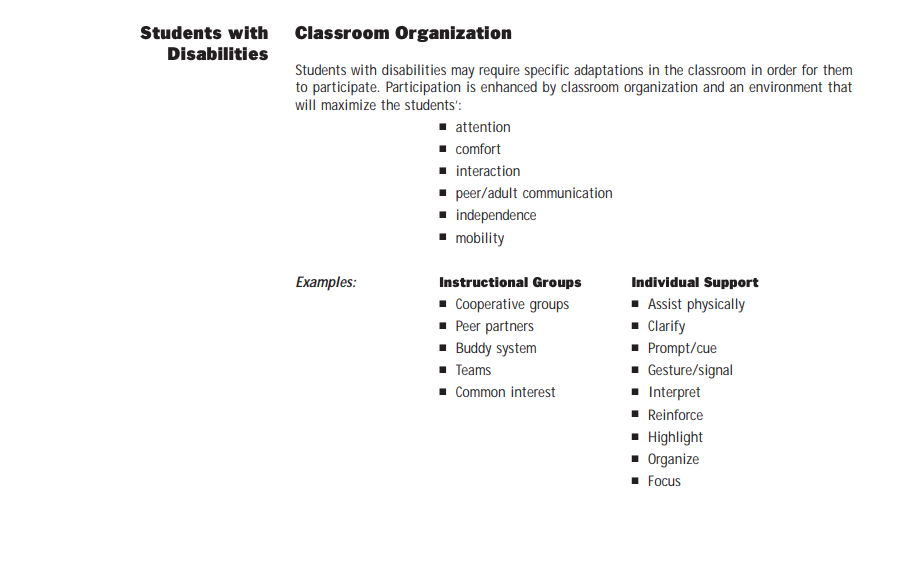 Students with
Disabilities
Classroom Organization
Students with disabilities may require specific adaptations in the classroom in order for them
to participate. Participation is enhanced by classroom organization and an environment that
will maximize the students':
■ attention
■ comfort
■ interaction
■ peer/adult communication
■ independence
■ mobility
Examples:
Instructional Groups
■ Cooperative groups
■ Peer partners
■ Buddy system
■ Teams
■ Common interest
Individual Support
■ Assist physically
■ Clarify
■ Prompt/cue
■ Gesture/signal
■ Interpret
■ Reinforce
■ Highlight
■ Organize
■ Focus